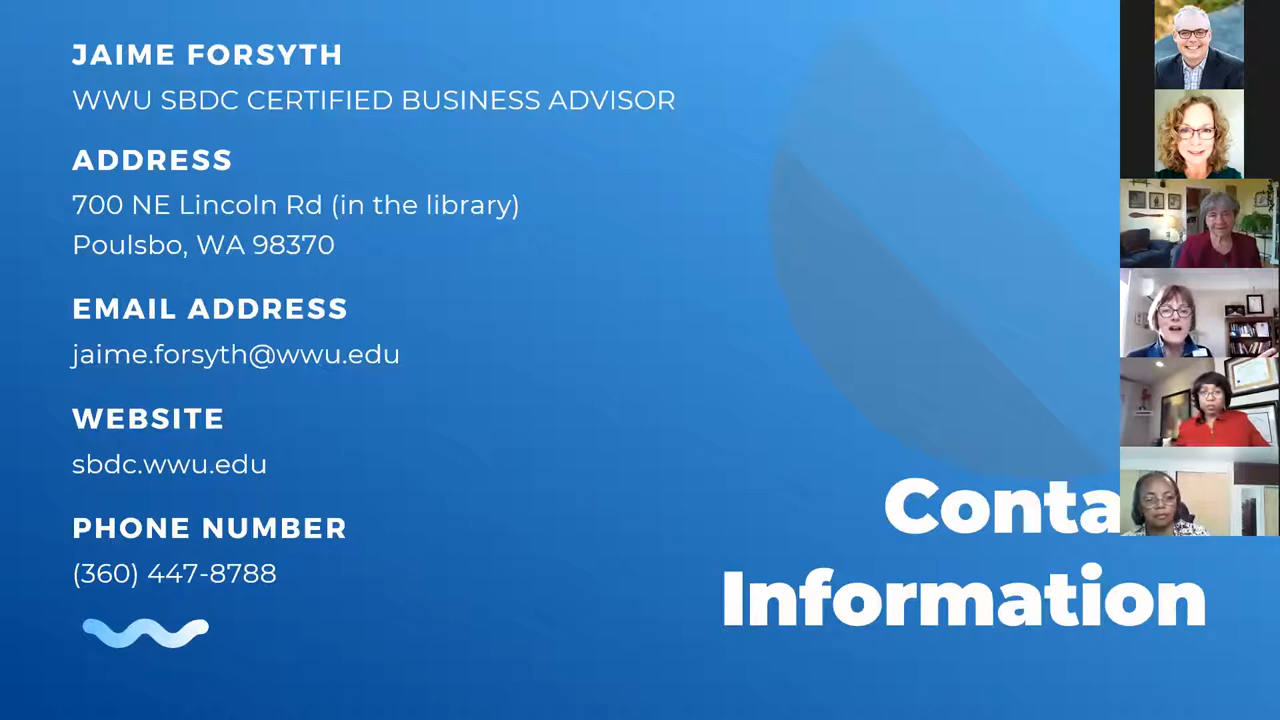 JAIME FORSYTH
WWU SBDC CERTIFIED BUSINESS ADVISOR
ADDRESS
700 NE Lincoln Rd (in the library)
Poulsbo, WA 98370
EMAIL ADDRESS
jaime.forsyth@wwu.edu
WEBSITE
sbdc.wwu.edu
PHONE NUMBER
(360) 447-8788
Conta
Information